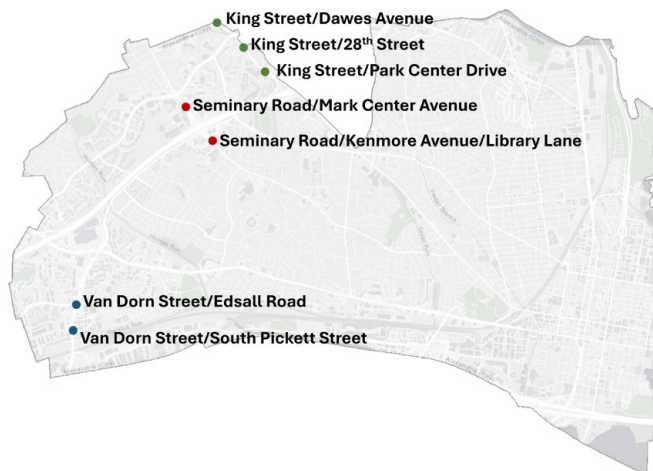 King Street/Dawes Avenue
King Street/28th Street
King Street/Park Center Drive
Seminary Road/Mark Center Avenue
Seminary Road/Kenmore Avenue/Library Lane
Van Dorn Street/Edsall Road
Van Dorn Street/South Pickett Street